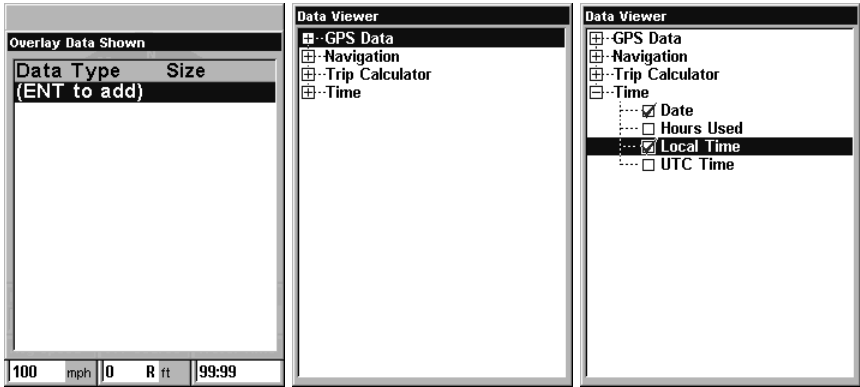 Overlay Data Shown
Data Type Size
(ENT to add)
100 mph 0 R ft 99:99
Data Viewer
GPS Data
Navigation
Trip Calculator
Time
Data Viewer
GPS Data
Navigation
Trip Calculator
Time
Date
Hours Used
Local Time
UTC Time